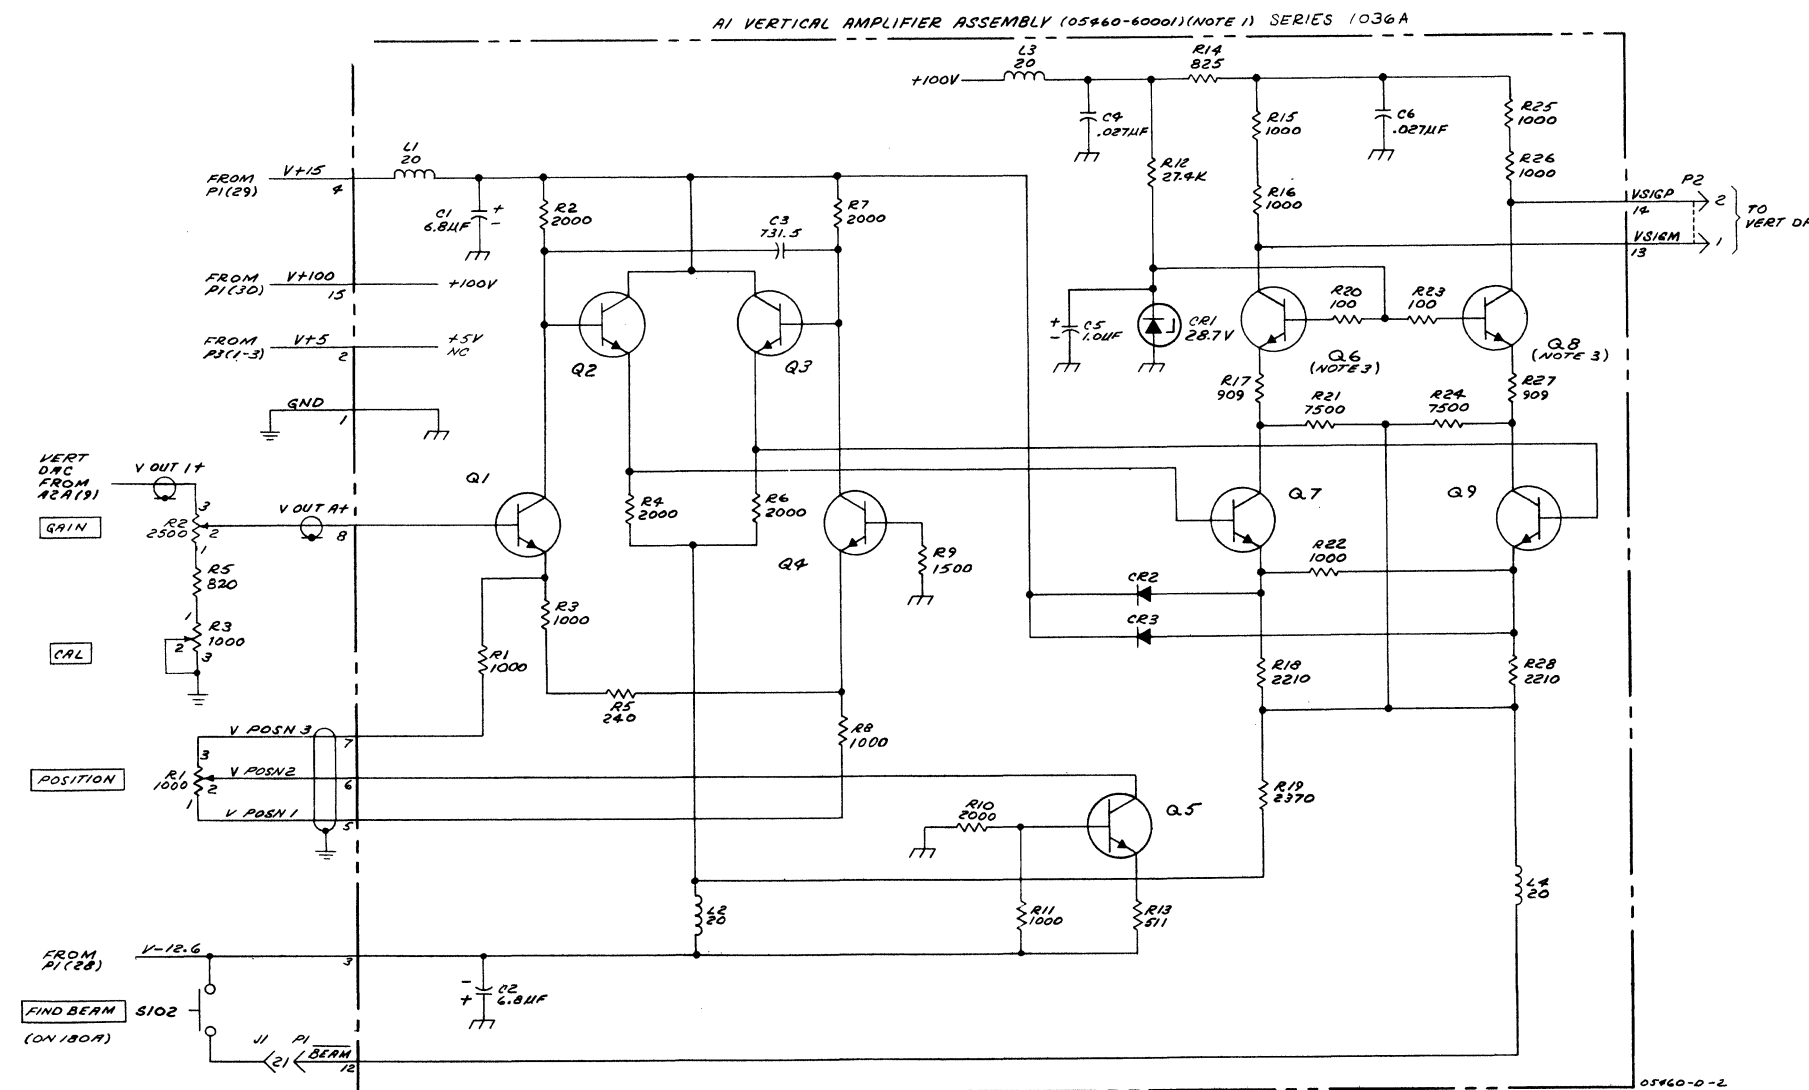 A1 VERTICAL AMPLIFIER ASSEMBLY (05460-60001)(NOTE 1) SERIES 1036A
+100V
L3
20
R14
825
C4
.027µF
R15
1000
C6
.027µF
R25
1000
R26
1000
R12
27.4K
R16
1000
VSIGP
14
P2
2
TO
VERT
VSIGM
13
1
FROM
P1(29)
V+15
4
L1
20
C1
6.8µF
+
-
R2
2000
R7
2000
C3
731.5
FROM
P1(30)
V+100
15
+100V
FROM
P3(1-3)
V+5
2
+5V
NC
GND
1
Q2
Q3
+
-
C5
1.0µF
CR1
28.7V
R20
100
R23
100
Q6
(NOTE 3)
Q8
(NOTE 3)
R17
909
R21
7500
R24
7500
R27
909
VERT
DAC
FROM
A2A(9)
V OUT 1+
GAIN
R2
2500
3
2
1
V OUT A+
8
Q1
R4
2000
R6
2000
Q4
R9
1500
Q7
Q9
R22
1000
R5
820
CAL
1
R3
1000
2
3
R3
1000
R1
1000
R5
240
R8
1000
CR2
CR3
R18
2210
R28
2210
POSITION
R1
1000
3
2
1
V POSN 3
7
V POSN 2
6
V POSN 1
5
R10
2000
Q5
R19
2370
L2
20
R11
1000
R13
511
L4
20
FROM
P1(28)
V-12.6
3
-
+
C2
6.8µF
FIND BEAM
S102
(ON 180A)
J1
P1
21
BEAM
12
05460-D-2